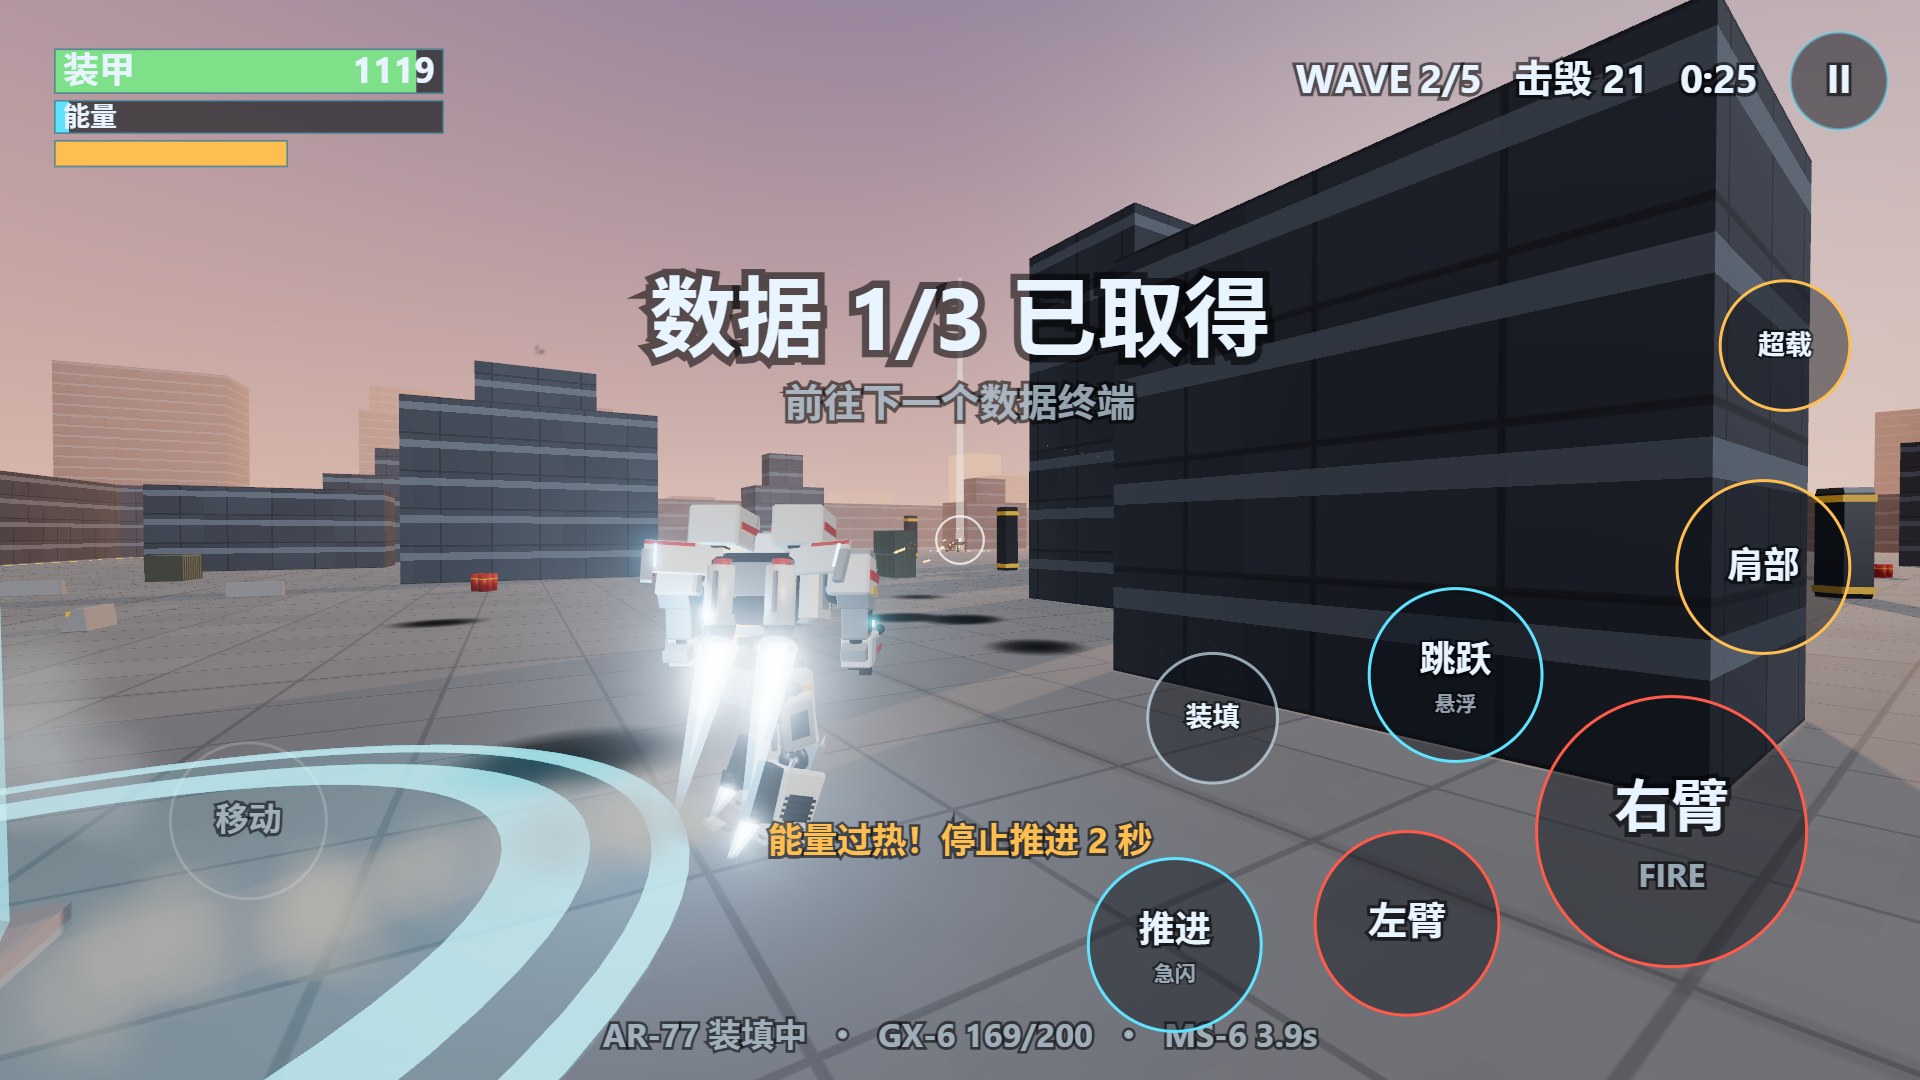 装甲 1119
能量
WAVE 2/5 击毁 21 0:25
数据 1/3 已取得
前往下一个数据终端
超载
肩部
跳跃
悬浮
装填
右臂
FIRE
移动
能量过热！停止推进 2 秒
推进
急闪
左臂
AR-77 装填中 • GX-6 169/200 • MS-6 3.9s